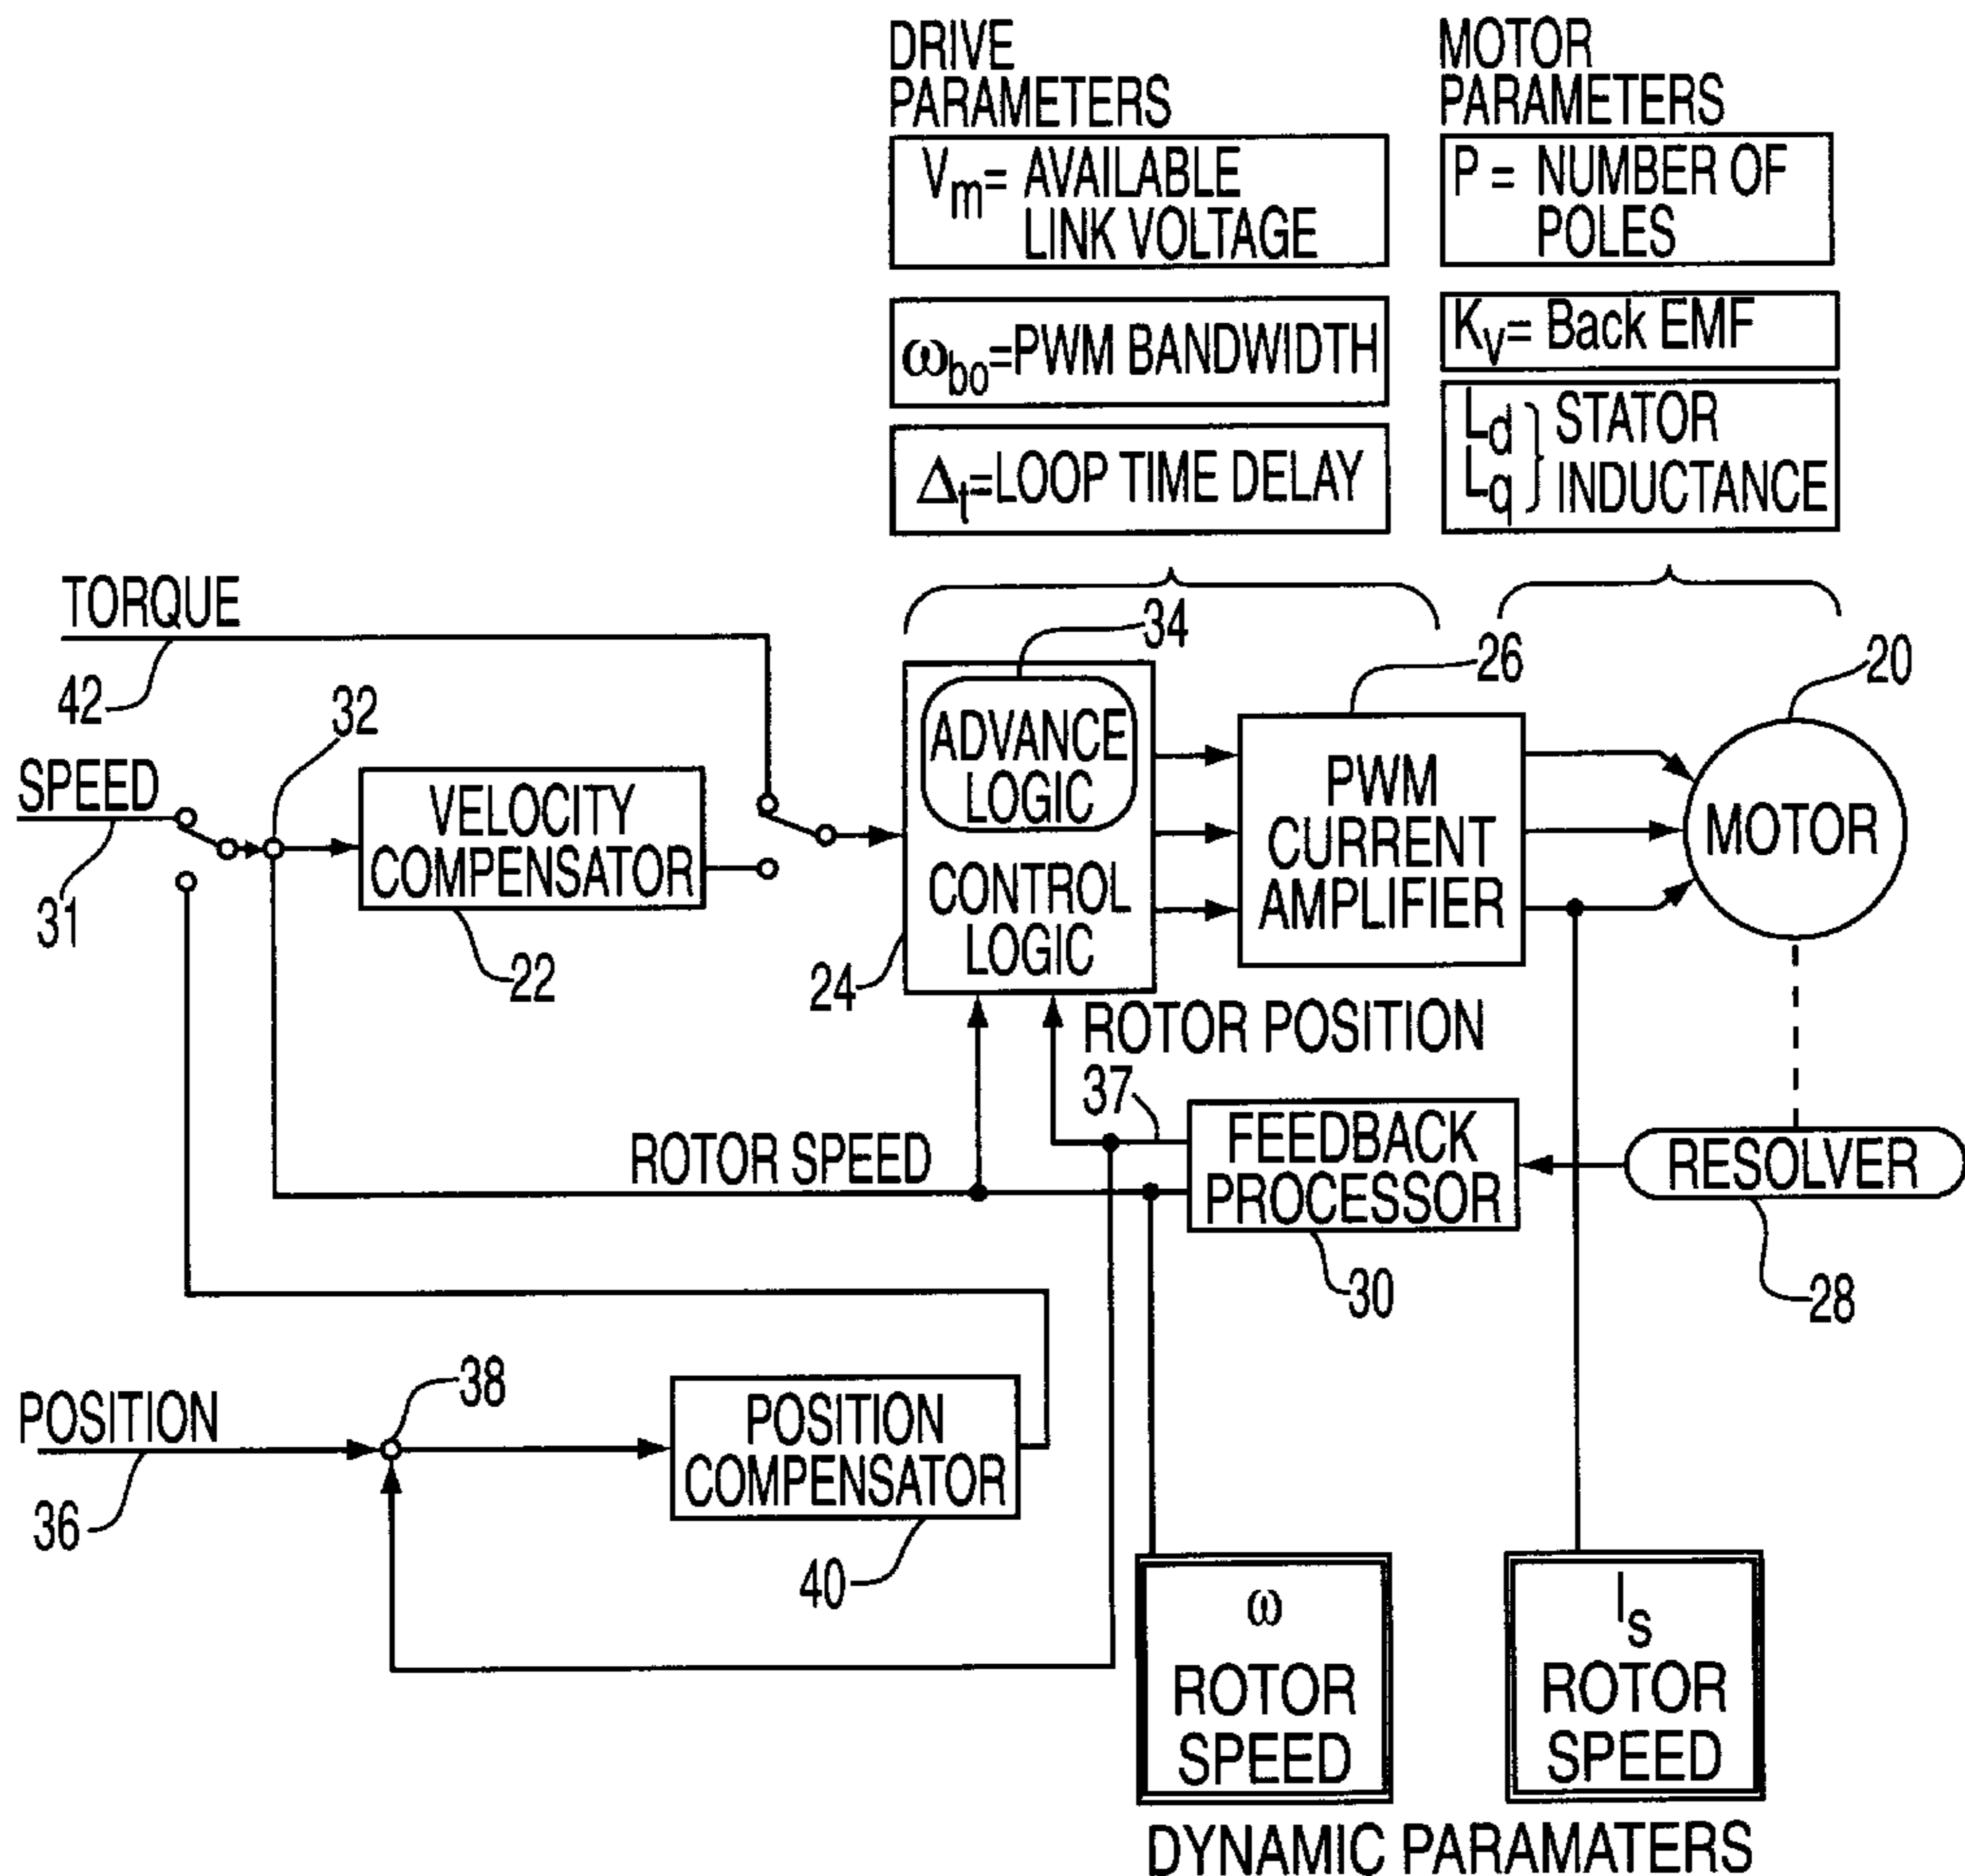 DRIVE
PARAMETERS
Vm= AVAILABLE
LINK VOLTAGE
ωbo=PWM BANDWIDTH
Δt=LOOP TIME DELAY
MOTOR
PARAMETERS
P = NUMBER OF
POLES
Kv= Back EMF
Ld } STATOR
Lq } INDUCTANCE
TORQUE
42
34
26
20
SPEED
31
32
VELOCITY
COMPENSATOR
22
ADVANCE
LOGIC
CONTROL
LOGIC
24
PWM
CURRENT
AMPLIFIER
MOTOR
ROTOR POSITION
37
ROTOR SPEED
FEEDBACK
PROCESSOR
30
RESOLVER
28
POSITION
36
38
POSITION
COMPENSATOR
40
ω
ROTOR
SPEED
Is
ROTOR
SPEED
DYNAMIC PARAMATERS